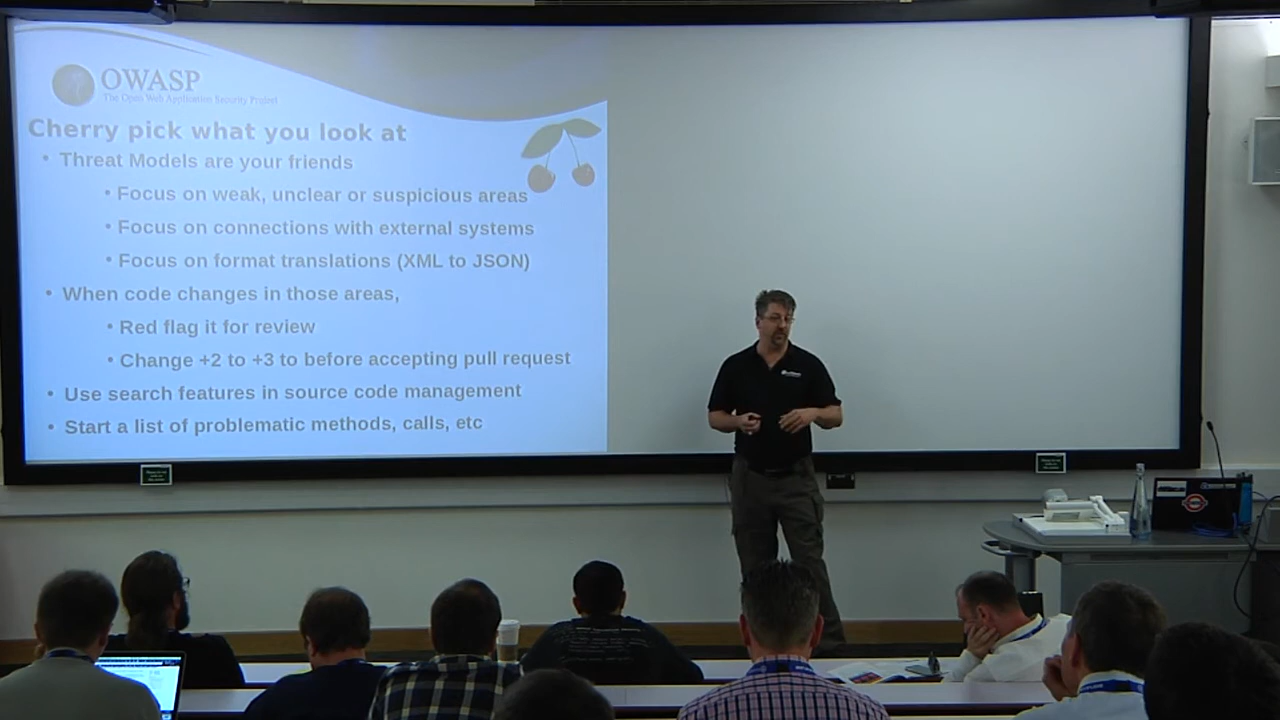 OWASP
The Open Web Application Security Project
Cherry pick what you look at
• Threat Models are your friends
• Focus on weak, unclear or suspicious areas
• Focus on connections with external systems
• Focus on format translations (XML to JSON)
• When code changes in those areas,
• Red flag it for review
• Change +2 to +3 to before accepting pull request
• Use search features in source code management
• Start a list of problematic methods, calls, etc